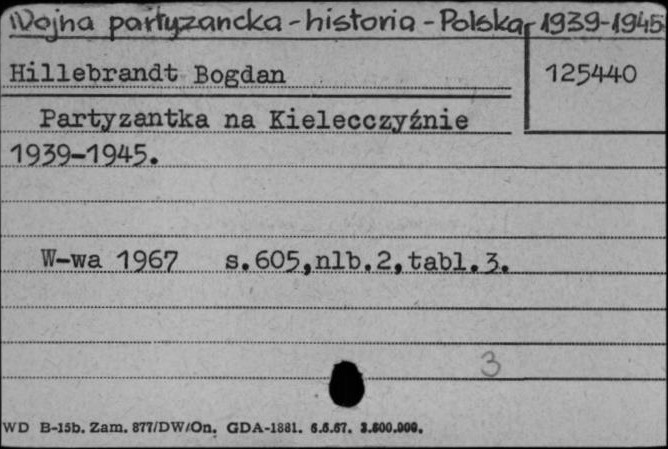 Wojna partyzancka - historia - Polska, 1939-1945
Hillebrandt Bogdan
125440
Partyzantka na Kielecczyźnie
1939-1945.
W-wa 1967 s.605,nlb.2,tabl.3.
3
WD B-15b. Zam. 877/DW/On. GDA-1881. 6.5.67. 3.800.000.